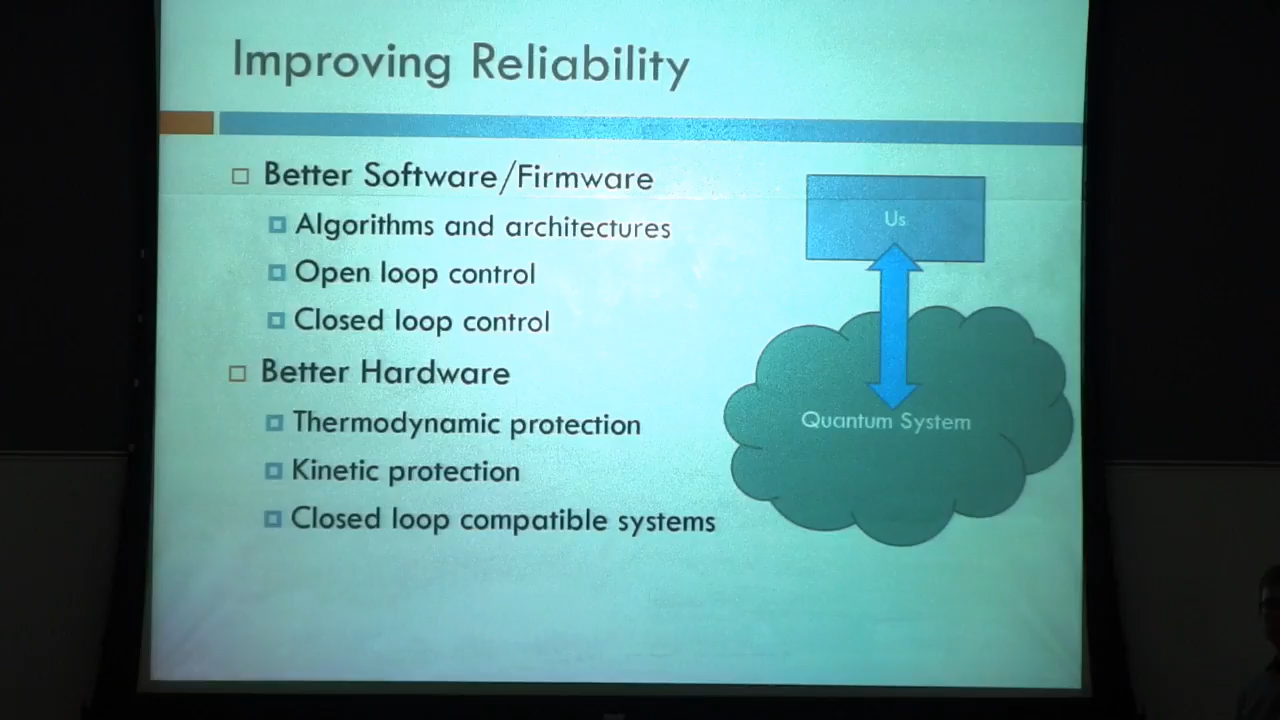 Improving Reliability
Better Software/Firmware
Algorithms and architectures
Open loop control
Closed loop control
Better Hardware
Thermodynamic protection
Kinetic protection
Closed loop compatible systems
Us
Quantum System